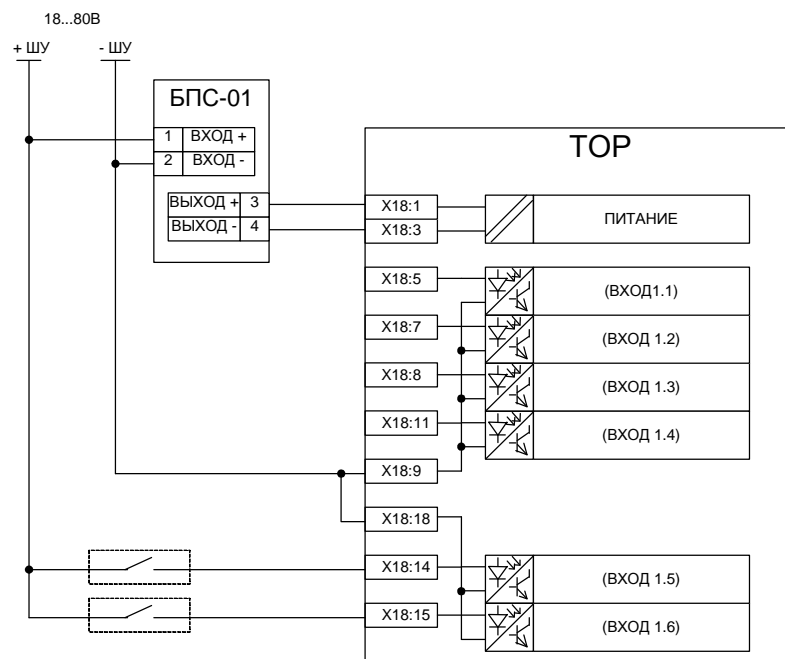 18...80В
+ ШУ
- ШУ
БПС-01
1 ВХОД +
2 ВХОД -
ВЫХОД + 3
ВЫХОД - 4
ТОР
X18:1
X18:3
ПИТАНИЕ
X18:5
(ВХОД1.1)
X18:7
(ВХОД 1.2)
X18:8
(ВХОД 1.3)
X18:11
(ВХОД 1.4)
X18:9
X18:18
X18:14
(ВХОД 1.5)
X18:15
(ВХОД 1.6)